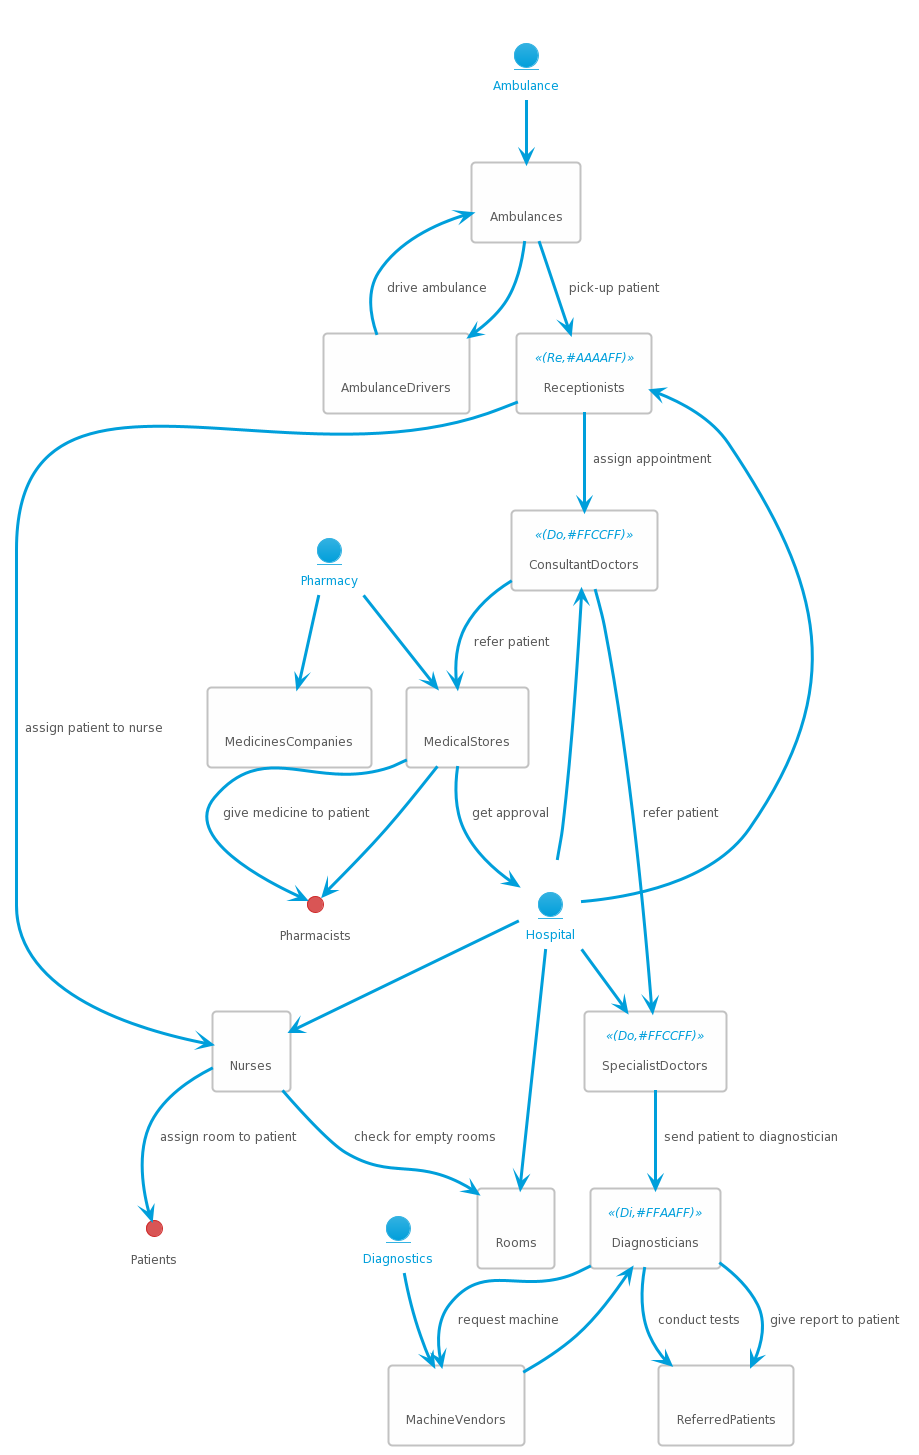 Ambulance
Ambulances
drive ambulance
pick-up patient
AmbulanceDrivers
«(Re,#AAAAFF)»
Receptionists
assign appointment
«(Do,#FFCCFF)»
ConsultantDoctors
Pharmacy
refer patient
assign patient to nurse
MedicinesCompanies
MedicalStores
give medicine to patient
get approval
refer patient
Pharmacists
Hospital
Nurses
«(Do,#FFCCFF)»
SpecialistDoctors
assign room to patient
check for empty rooms
send patient to diagnostician
Patients
Diagnostics
Rooms
«(Di,#FFAAFF)»
Diagnosticians
request machine
conduct tests
give report to patient
MachineVendors
ReferredPatients